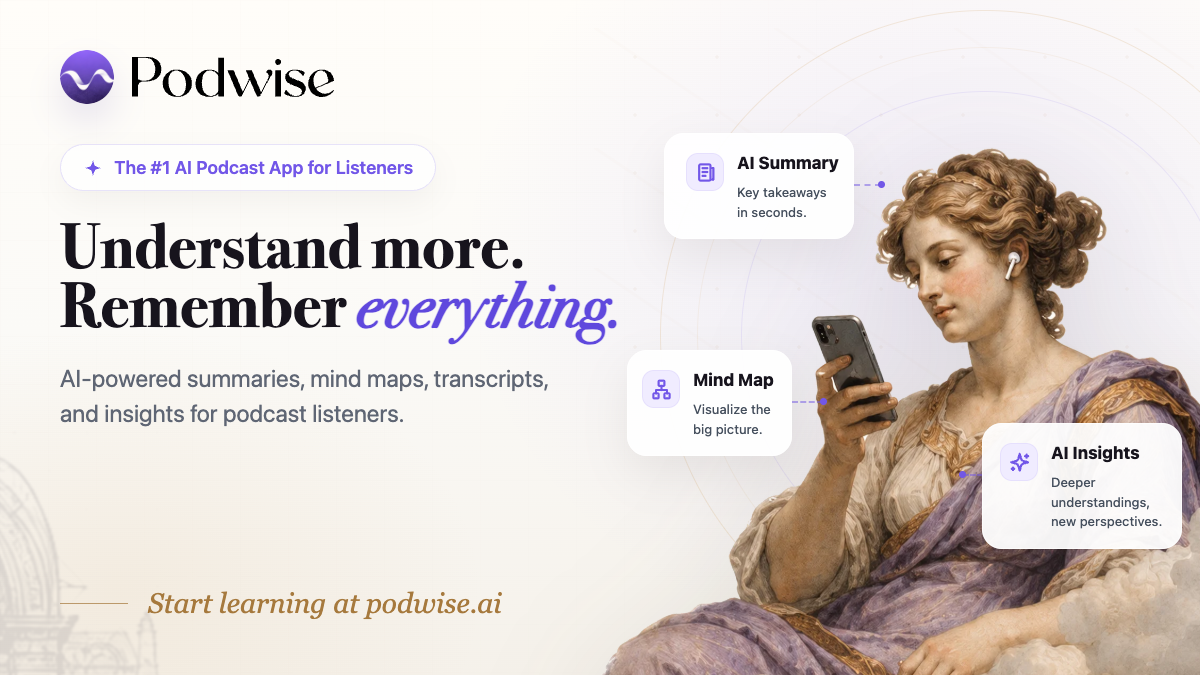 Podwise
The #1 AI Podcast App for Listeners
Understand more.
Remember everything.
AI-powered summaries, mind maps, transcripts,
and insights for podcast listeners.
Start learning at podwise.ai
AI Summary
Key takeaways
in seconds.
Mind Map
Visualize the
big picture.
AI Insights
Deeper
understandings,
new perspectives.